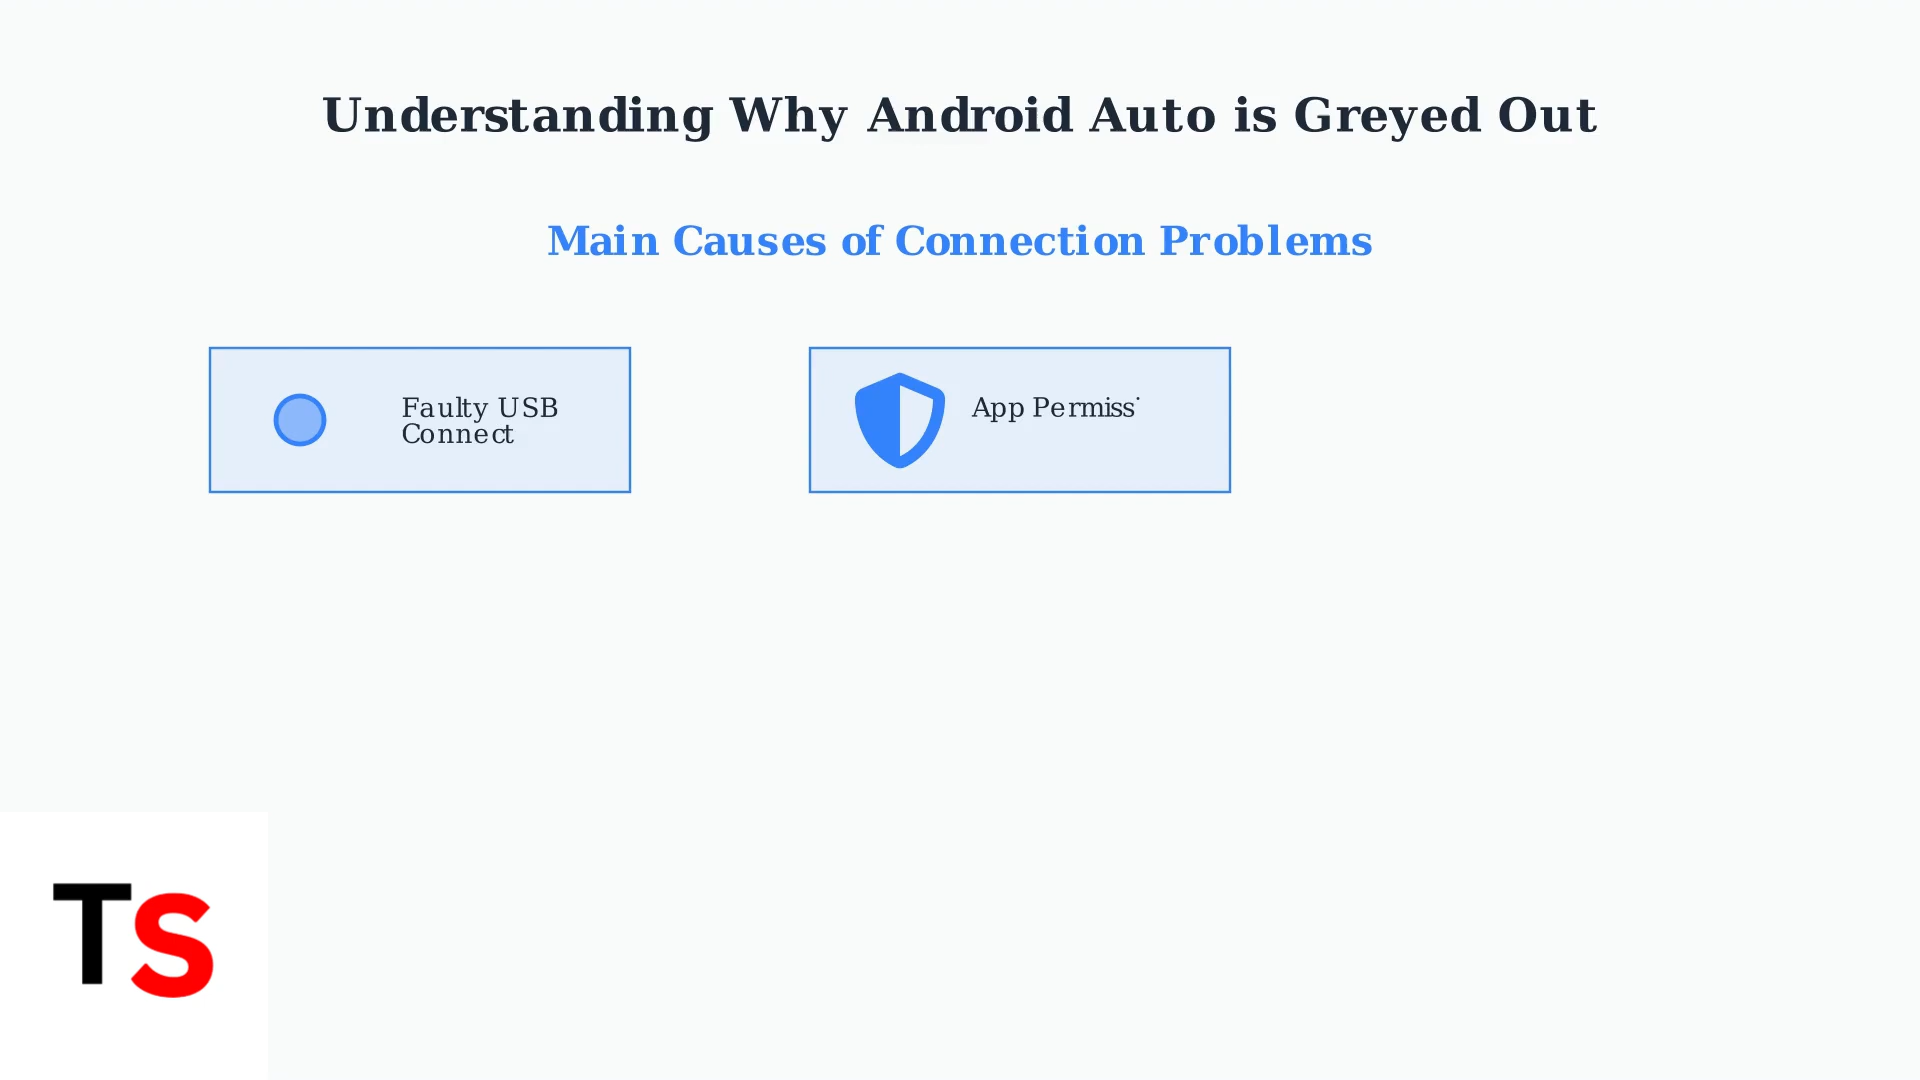 Understanding Why Android Auto is Greyed Out
Main Causes of Connection Problems
Faulty USB
Connect
App Permiss
TS